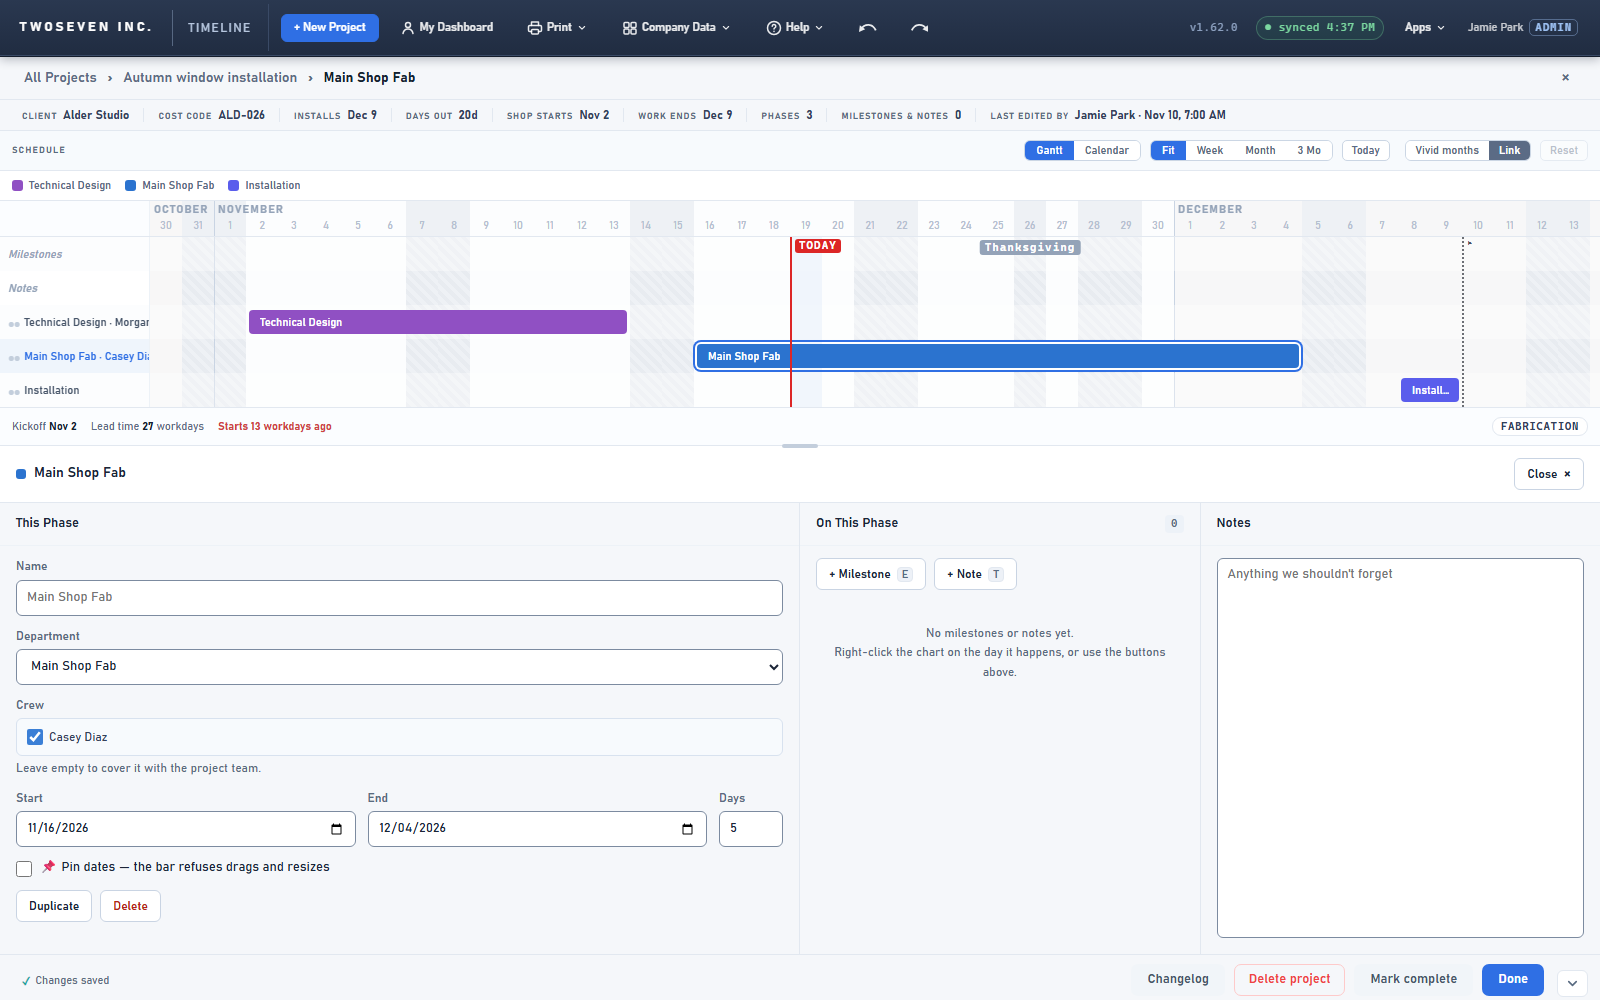 TWOSEVEN INC. TIMELINE + New Project My Dashboard Print Company Data Help v1.62.0 synced 4:37 PM Apps Jamie Park ADMIN
All Projects › Autumn window installation › Main Shop Fab ×
CLIENT Alder Studio COST CODE ALD-026 INSTALLS Dec 9 DAYS OUT 20d SHOP STARTS Nov 2 WORK ENDS Dec 9 PHASES 3 MILESTONES & NOTES 0 LAST EDITED BY Jamie Park · Nov 10, 7:00 AM
SCHEDULE Gantt Calendar Fit Week Month 3 Mo Today Vivid months Link Reset
Technical Design Main Shop Fab Installation
OCTOBER NOVEMBER DECEMBER
30 31 1 2 3 4 5 6 7 8 9 10 11 12 13 14 15 16 17 18 19 20 21 22 23 24 25 26 27 28 29 30 1 2 3 4 5 6 7 8 9 10 11 12 13
Milestones TODAY Thanksgiving
Notes
Technical Design · Morgan Technical Design
Main Shop Fab · Casey Dia Main Shop Fab
Installation Install…
Kickoff Nov 2 Lead time 27 workdays Starts 13 workdays ago FABRICATION
Main Shop Fab Close ×
This Phase On This Phase 0 Notes
Name
Main Shop Fab
+ Milestone E + Note T
Anything we shouldn't forget
Department
Main Shop Fab
No milestones or notes yet.
Right-click the chart on the day it happens, or use the buttons
above.
Crew
Casey Diaz
Leave empty to cover it with the project team.
Start End Days
11/16/2026 12/04/2026 5
📌 Pin dates — the bar refuses drags and resizes
Duplicate Delete
✓ Changes saved Changelog Delete project Mark complete Done